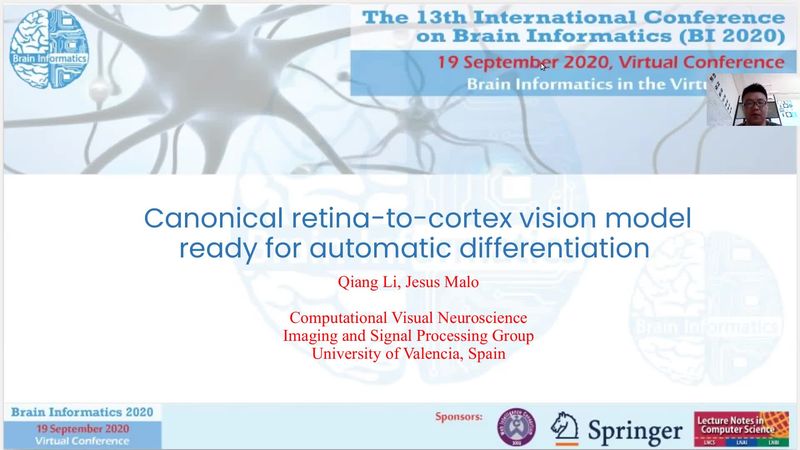 Brain Informatics
The 13th International Conference
on Brain Informatics (BI 2020)
19 September 2020, Virtual Conference
Brain Informatics in the Virtu
Canonical retina-to-cortex vision model
ready for automatic differentiation
Qiang Li, Jesus Malo
Computational Visual Neuroscience
Imaging and Signal Processing Group
University of Valencia, Spain
Brain Informatics
Brain Informatics 2020
19 September 2020
Virtual Conference
Sponsors:
Springer
Lecture Notes in
Computer Science
LNCS LNAI LNBI